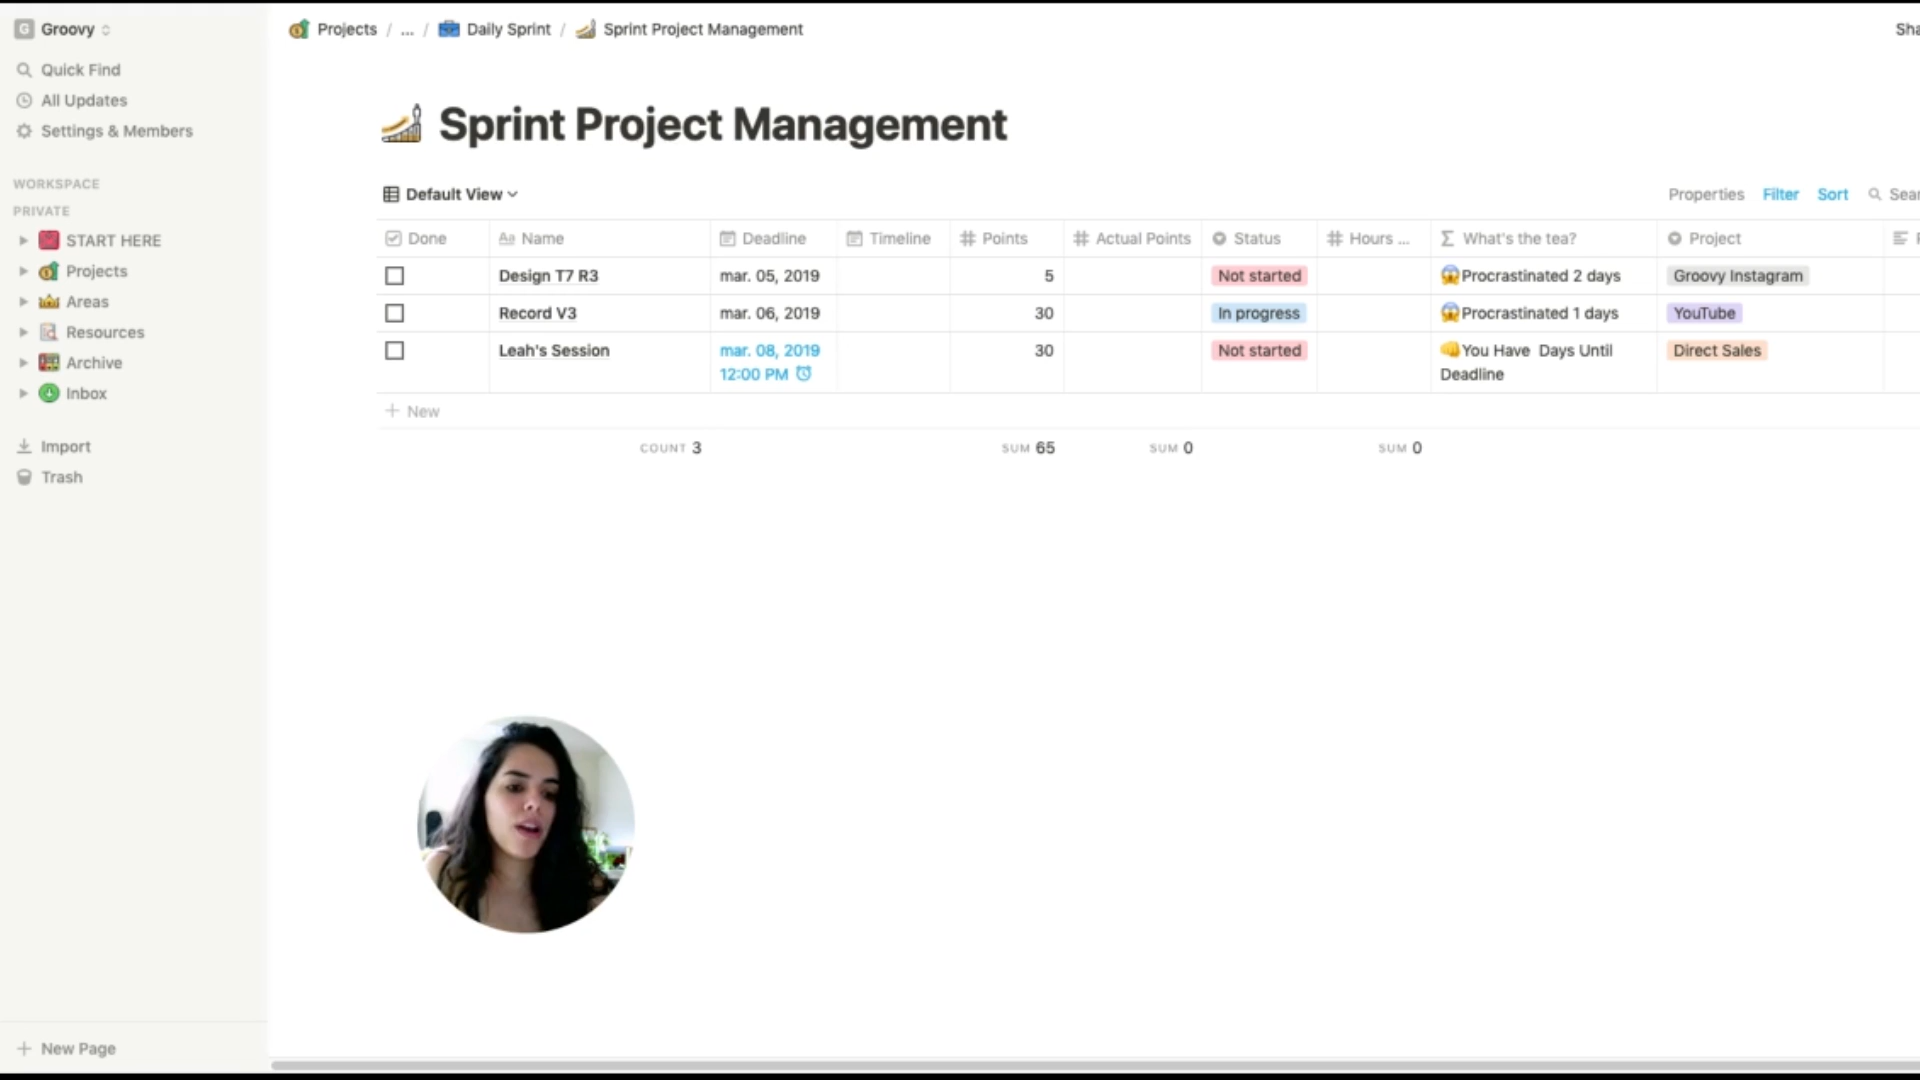 G Groovy
Projects / ... / Daily Sprint / Sprint Project Management
Quick Find
All Updates
Settings & Members
WORKSPACE
PRIVATE
START HERE
Projects
Areas
Resources
Archive
Inbox
Import
Trash
New Page
Sprint Project Management
Default View
Properties Filter Sort
Done Aa Name Deadline Timeline # Points # Actual Points Status # Hours ... Σ What's the tea? Project
Design T7 R3 mar. 05, 2019 5 Not started 😱Procrastinated 2 days Groovy Instagram
Record V3 mar. 06, 2019 30 In progress 😱Procrastinated 1 days YouTube
Leah's Session mar. 08, 2019 30 Not started 👊You Have Days Until Direct Sales
12:00 PM Deadline
+ New
COUNT 3 SUM 65 SUM 0 SUM 0